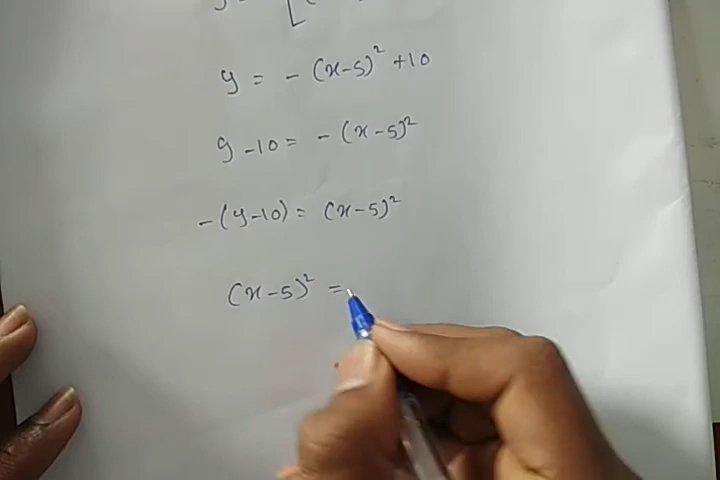 y = - (x-5)² +10
y -10 = - (x-5)²
-(y-10) = (x-5)²
(x-5)² =